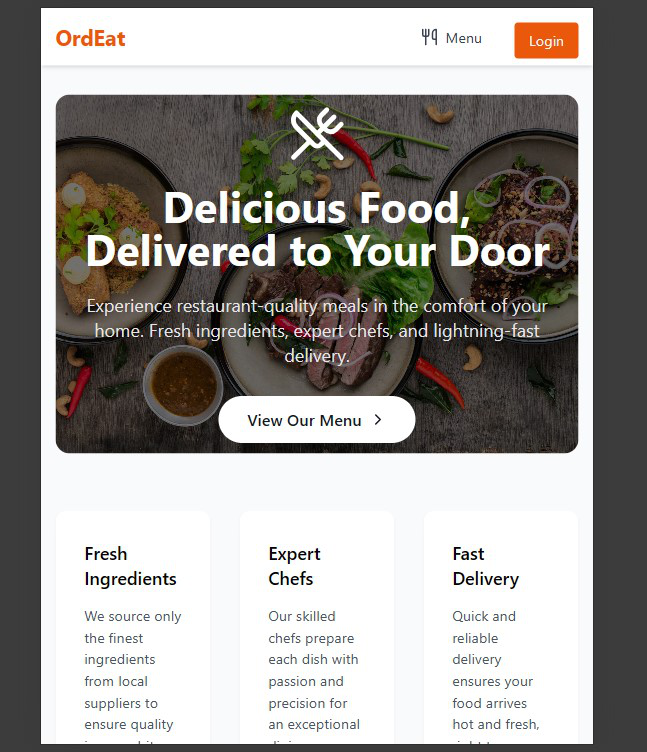 OrdEat
Menu
Login
Delicious Food,
Delivered to Your Door
Experience restaurant-quality meals in the comfort of your
home. Fresh ingredients, expert chefs, and lightning-fast
delivery.
View Our Menu
Fresh
Ingredients
We source only
the finest
ingredients
from local
suppliers to
ensure quality
Expert
Chefs
Our skilled
chefs prepare
each dish with
passion and
precision for
an exceptional
Fast
Delivery
Quick and
reliable
delivery
ensures your
food arrives
hot and fresh,